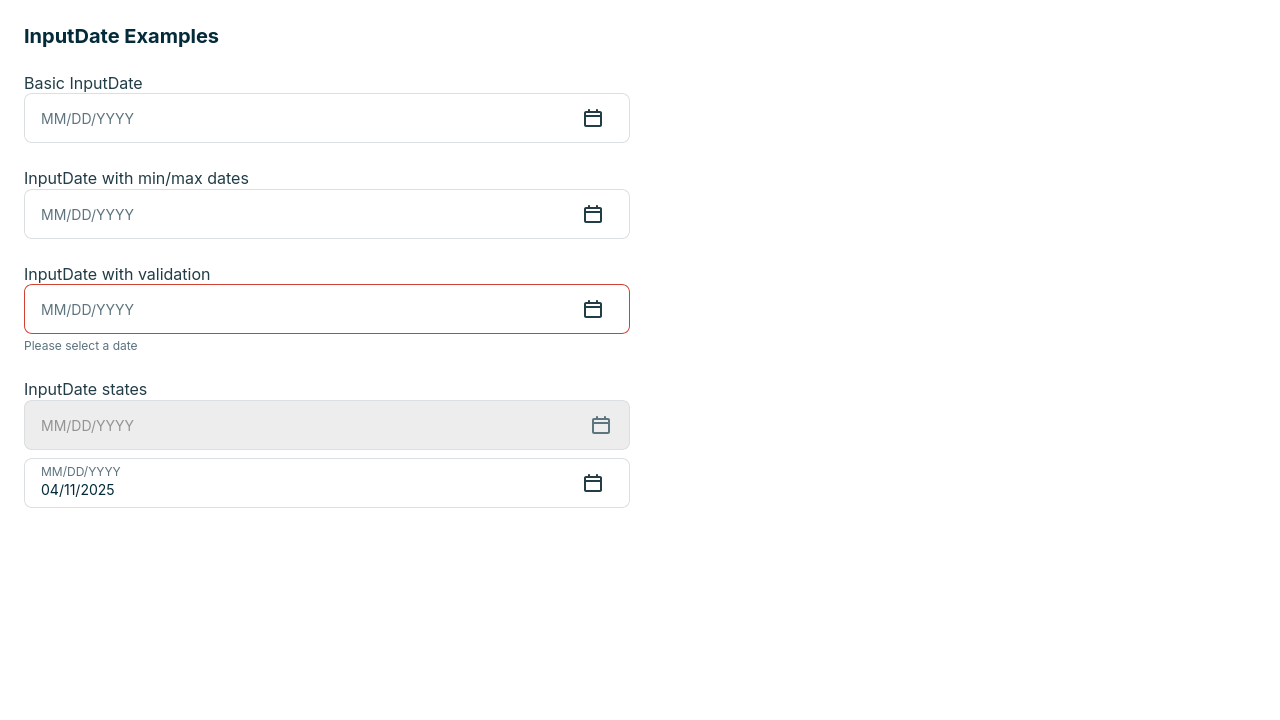 InputDate Examples
Basic InputDate
MM/DD/YYYY
InputDate with min/max dates
MM/DD/YYYY
InputDate with validation
MM/DD/YYYY
Please select a date
InputDate states
MM/DD/YYYY
MM/DD/YYYY
04/11/2025